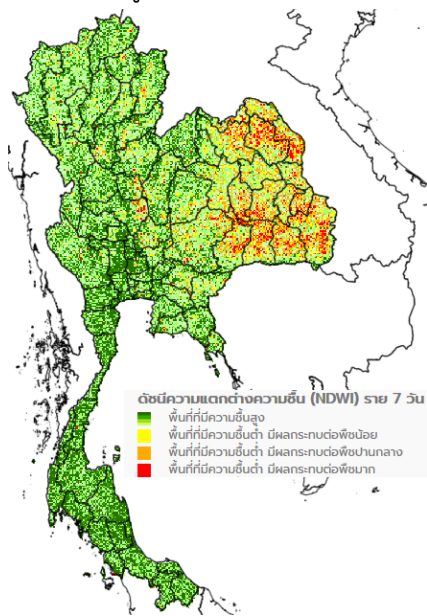 ดัชนีความแตกต่างความชื้น (NDWI) ราย 7 วัน
พื้นที่ที่มีความชื้นสูง
พื้นที่ที่มีความชื้นต่ำ มีผลกระทบต่อพืชน้อย
พื้นที่ที่มีความชื้นต่ำ มีผลกระทบต่อพืชปานกลาง
พื้นที่ที่มีความชื้นต่ำ มีผลกระทบต่อพืชมาก